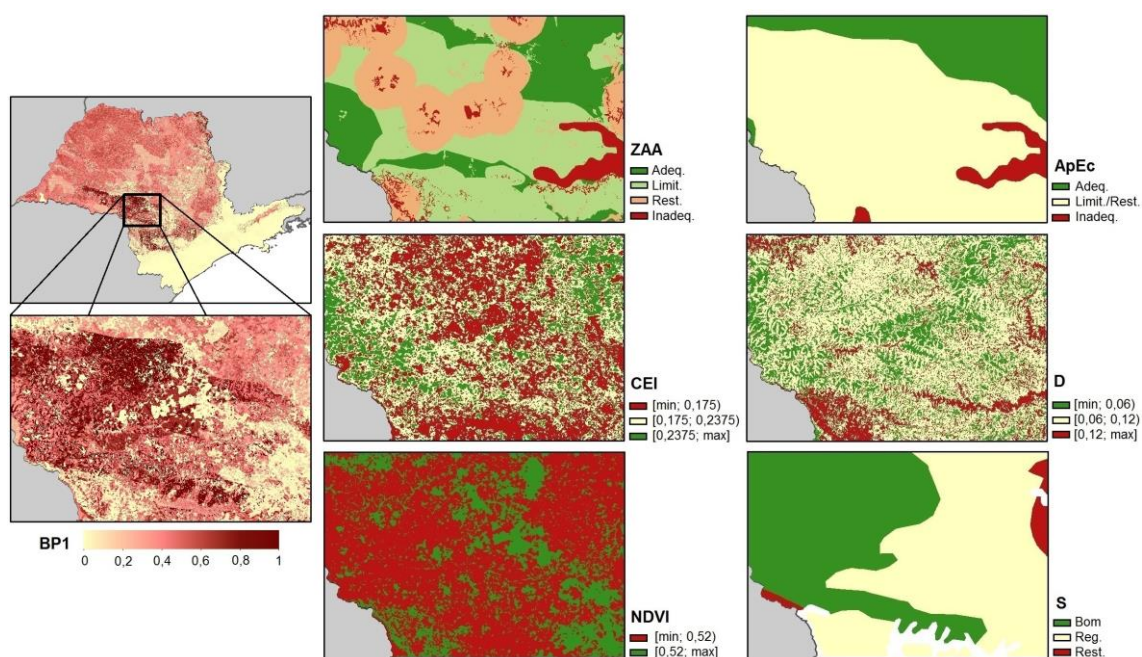 BP1
0 0,2 0,4 0,6 0,8 1
ZAA
Adeq.
Limit.
Rest.
Inadeq.
ApEc
Adeq.
Limit./Rest.
Inadeq.
CEI
[min; 0,175)
[0,175; 0,2375)
[0,2375; max]
D
[min; 0,06)
[0,06; 0,12)
[0,12; max]
NDVI
[min; 0,52)
[0,52; max]
S
Bom
Reg.
Rest.